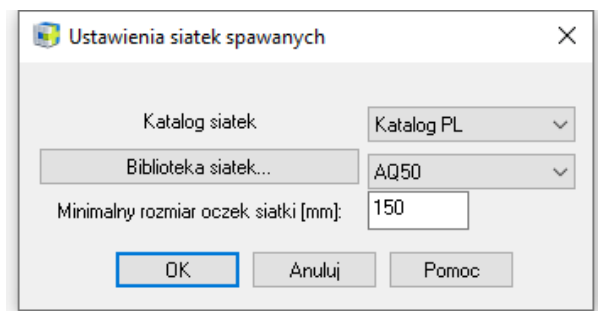 Ustawienia siatek spawanych
Katalog siatek Katalog PL
Biblioteka siatek... AQ50
Minimalny rozmiar oczek siatki [mm]: 150
OK Anuluj Pomoc